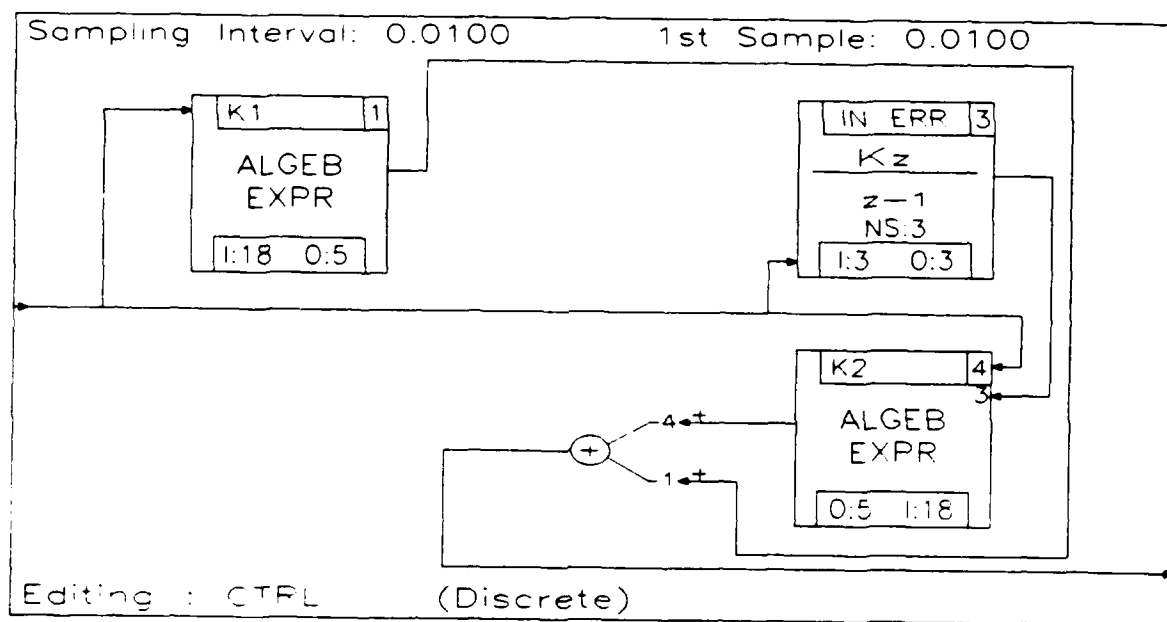 Sampling Interval: 0.0100 1st Sample: 0.0100
K1 1
ALGEB
EXPR
I:18 O:5
IN ERR 3
Kz
z-1
NS:3
I:3 O:3
K2 4
3
ALGEB
EXPR
O:5 I:18
4 +
+
1 +
Editing : CTRL (Discrete)